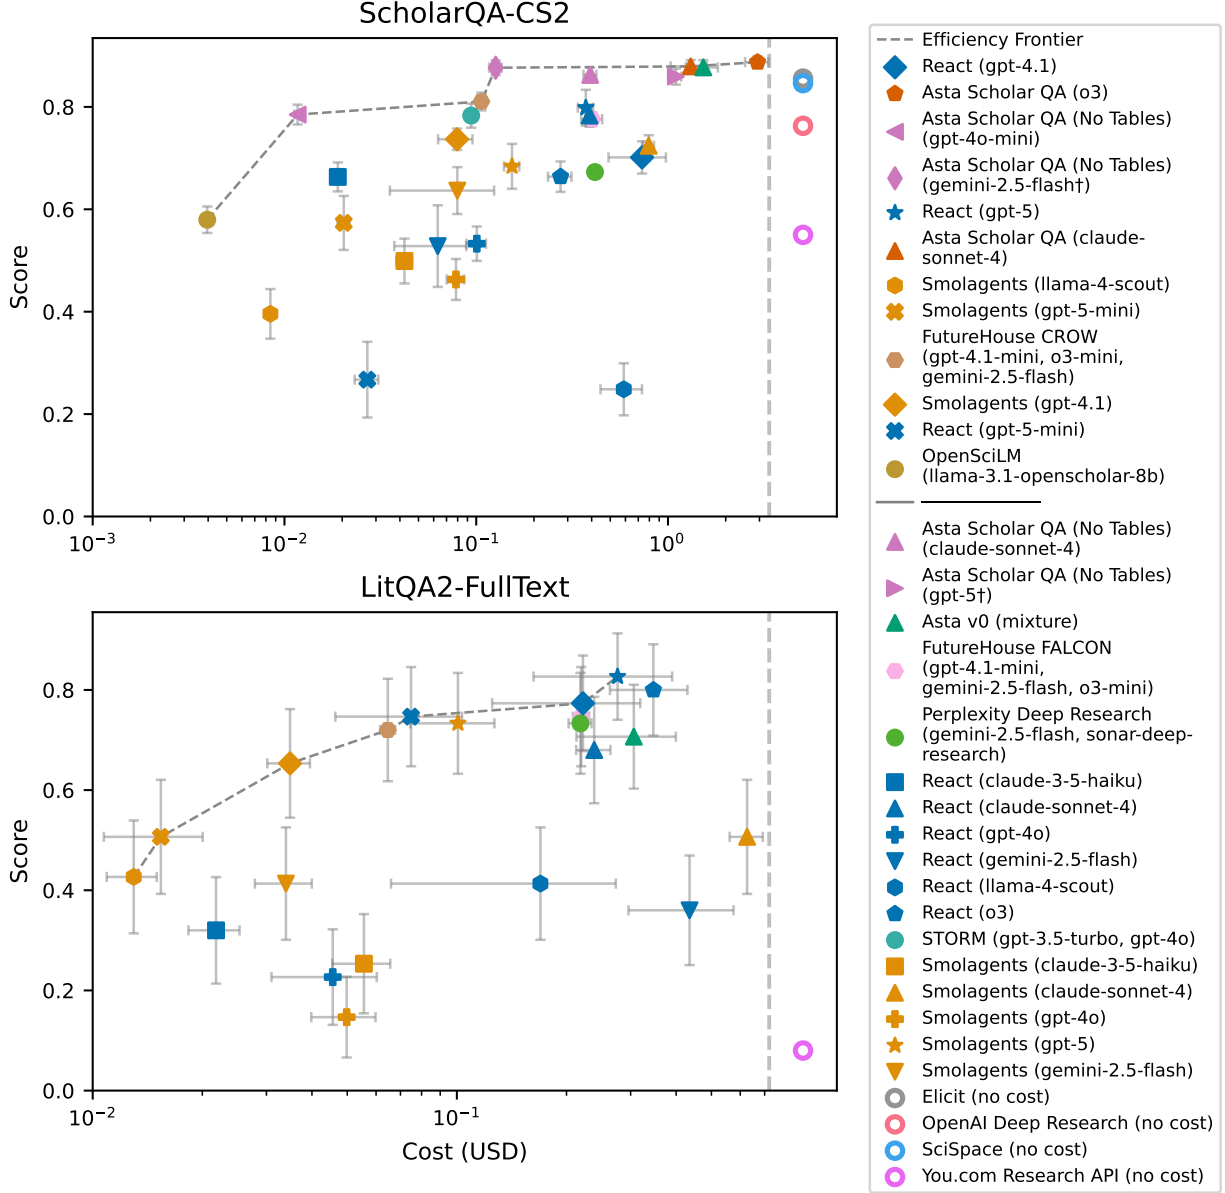 ScholarQA-CS2
Score
0.8
0.6
0.4
0.2
0.0
10⁻³
10⁻²
10⁻¹
10⁰
LitQA2-FullText
Score
0.8
0.6
0.4
0.2
0.0
10⁻²
10⁻¹
Cost (USD)
Efficiency Frontier
React (gpt-4.1)
Asta Scholar QA (o3)
Asta Scholar QA (No Tables)
(gpt-4o-mini)
Asta Scholar QA (No Tables)
(gemini-2.5-flash†)
React (gpt-5)
Asta Scholar QA (claude-
sonnet-4)
Smolagents (llama-4-scout)
Smolagents (gpt-5-mini)
FutureHouse CROW
(gpt-4.1-mini, o3-mini,
gemini-2.5-flash)
Smolagents (gpt-4.1)
React (gpt-5-mini)
OpenSciLM
(llama-3.1-openscholar-8b)
Asta Scholar QA (No Tables)
(claude-sonnet-4)
Asta Scholar QA (No Tables)
(gpt-5†)
Asta v0 (mixture)
FutureHouse FALCON
(gpt-4.1-mini,
gemini-2.5-flash, o3-mini)
Perplexity Deep Research
(gemini-2.5-flash, sonar-deep-
research)
React (claude-3-5-haiku)
React (claude-sonnet-4)
React (gpt-4o)
React (gemini-2.5-flash)
React (llama-4-scout)
React (o3)
STORM (gpt-3.5-turbo, gpt-4o)
Smolagents (claude-3-5-haiku)
Smolagents (claude-sonnet-4)
Smolagents (gpt-4o)
Smolagents (gpt-5)
Smolagents (gemini-2.5-flash)
Elicit (no cost)
OpenAI Deep Research (no cost)
SciSpace (no cost)
You.com Research API (no cost)